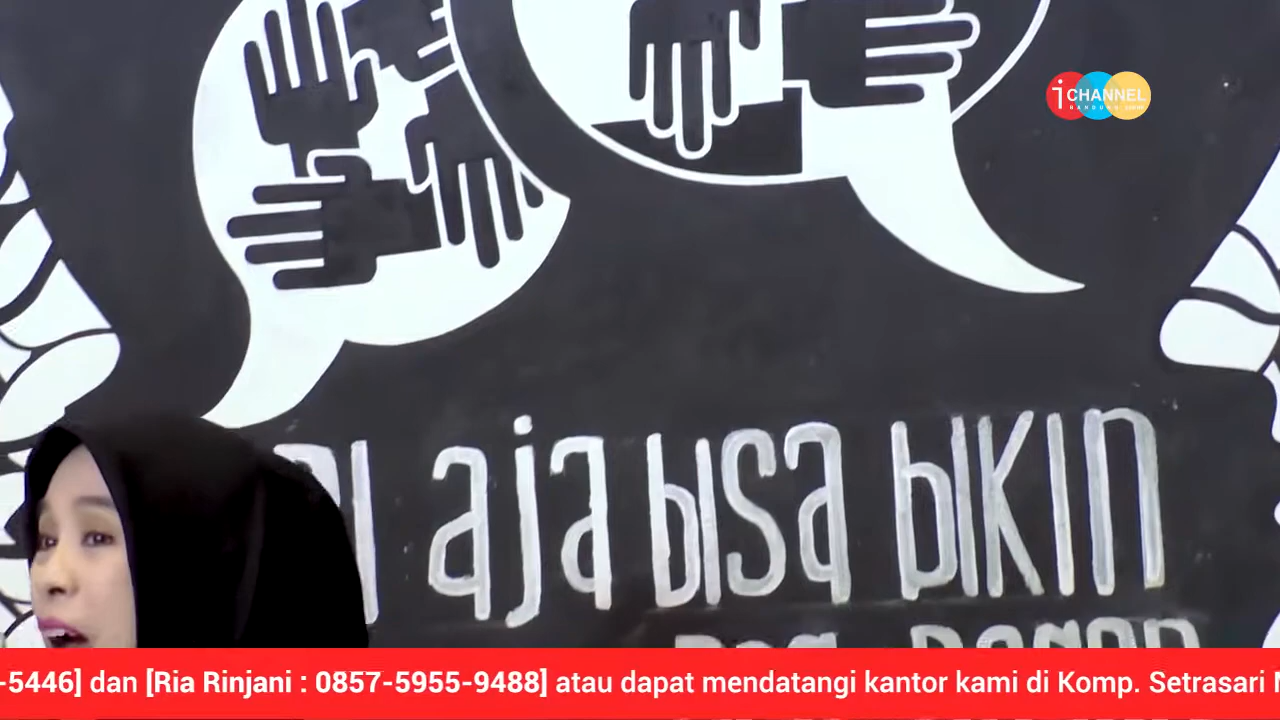 i CHANNEL
BANDUNG
aja bisa bikin
-5446] dan [Ria Rinjani : 0857-5955-9488] atau dapat mendatangi kantor kami di Komp. Setrasari